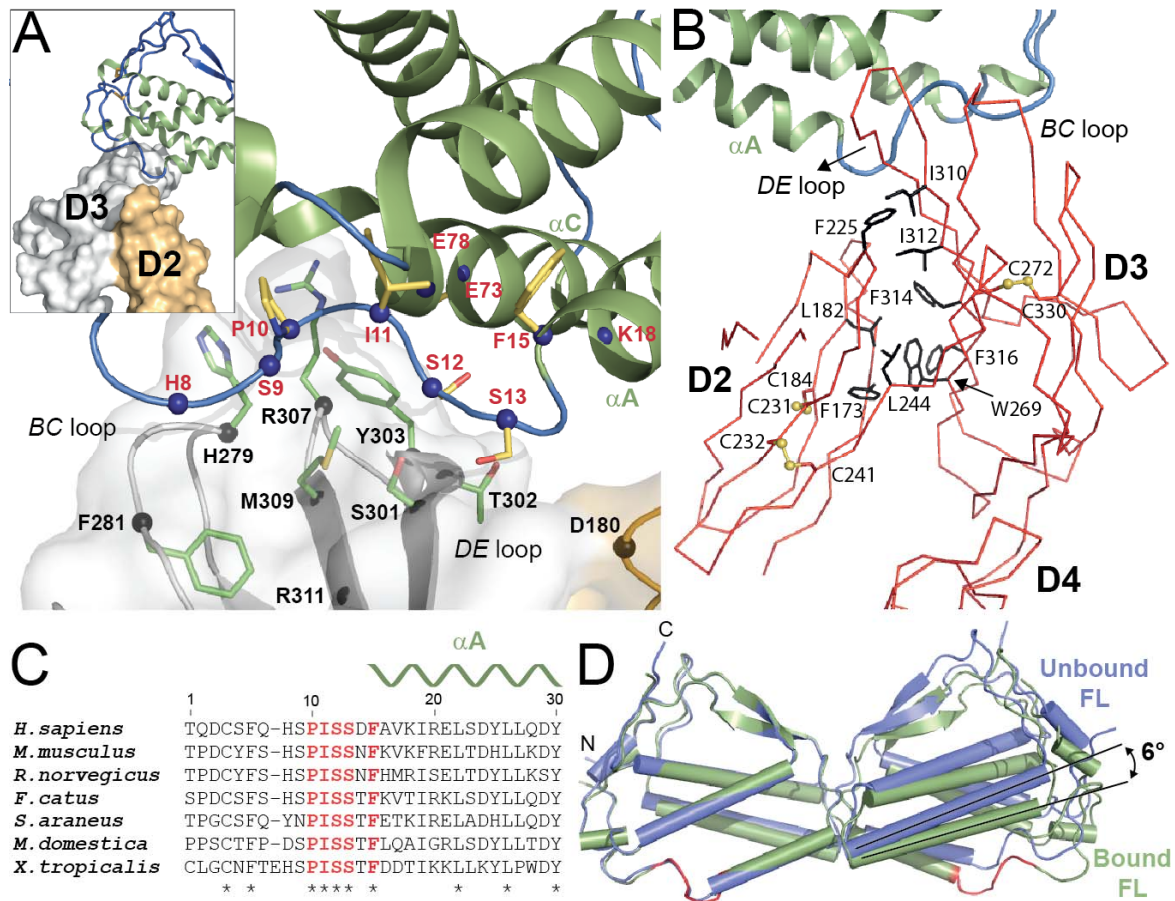 A
D3
D2
αC
E78
E73
P10
I11
F15
K18
S12
H8
S9
S13
αA
BC loop
R307
H279
Y303
M309
S301
T302
F281
DE loop
D180
R311
B
αA
BC loop
DE loop
I310
F225
I312
C272
D3
F314
L182
C330
D2
C184
F316
C231
F173
L244
W269
C232
C241
D4
C
αA
1 10 20 30
H.sapiens TQDCSFQ-HSPISSDFAVKIRELSDYLLQDY
M.musculus TPDCYFS-HSPISSNFKVKFRELTDHLLKDY
R.norvegicus TPDCYFS-HSPISSNFHMRISELTDYLLKSY
F.catus SPDCSFS-HSPISSTFKVTIRKLSDYLLQDY
S.araneus TPGCSFQ-YNPISSTFETKIRELADHLLQDY
M.domestica PPSCTFP-DSPISSTFLQAIGRLSDYLLTDY
X.tropicalis CLGCNFTEHSPISSTFDDTIKKLLKYLPWDY
* * * * * * * * * *
D
C
Unbound
FL
N
6°
Bound
FL